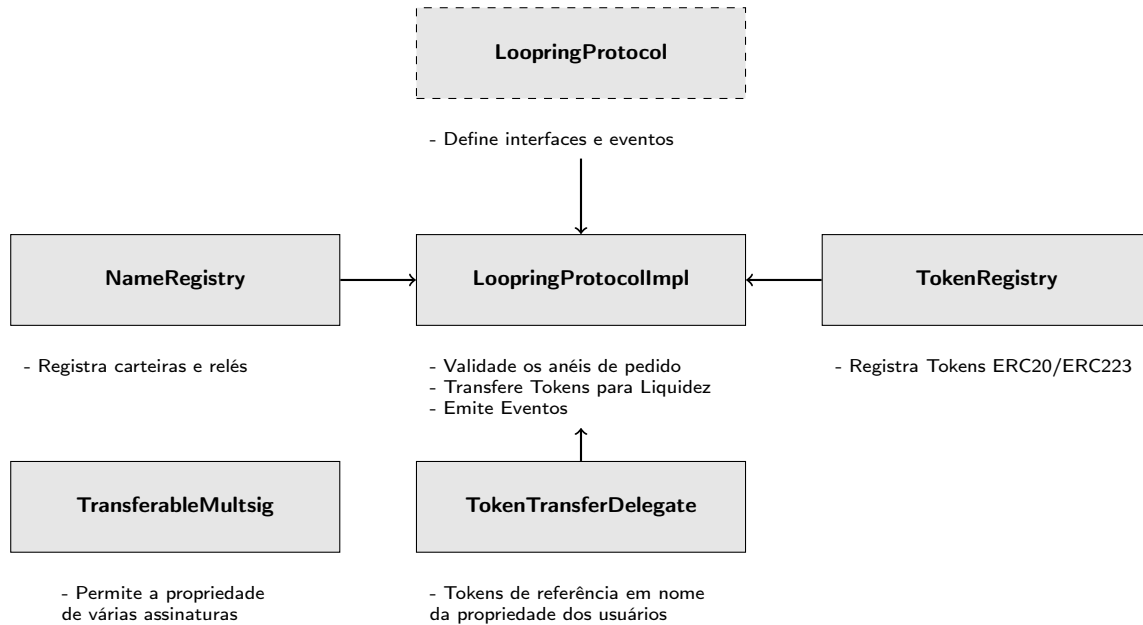 LoopringProtocol
- Define interfaces e eventos
NameRegistry
LoopringProtocolImpl
TokenRegistry
- Registra carteiras e relés
- Validade os anéis de pedido
- Transfere Tokens para Liquidez
- Emite Eventos
- Registra Tokens ERC20/ERC223
TransferableMultsig
TokenTransferDelegate
- Permite a propriedade
de várias assinaturas
- Tokens de referência em nome
da propriedade dos usuários